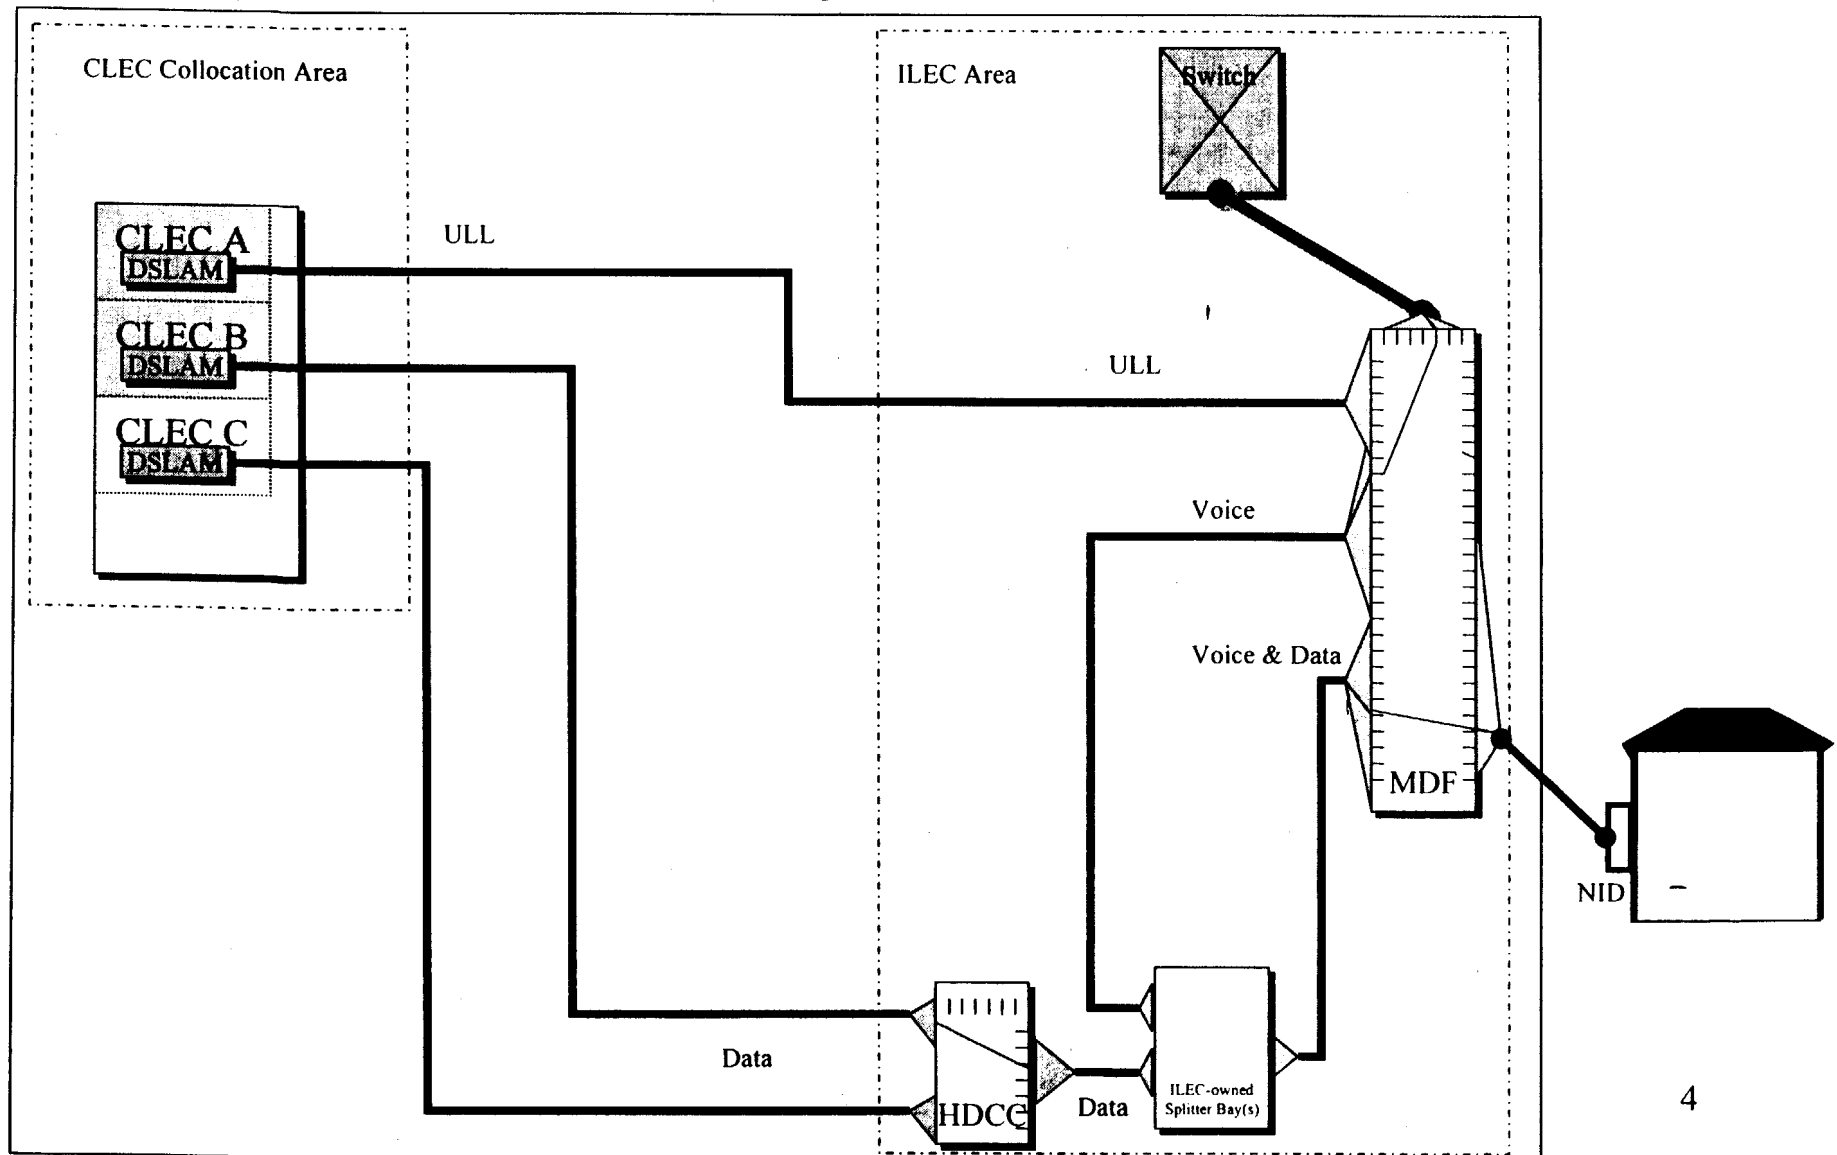 CLEC Collocation Area
ILEC Area
Switch
CLEC A
DSLAM
ULL
CLEC B
DSLAM
ULL
CLEC C
DSLAM
Voice
Voice & Data
MDF
NID
Data
HDCC
Data
ILEC-owned
Splitter Bay(s)
4